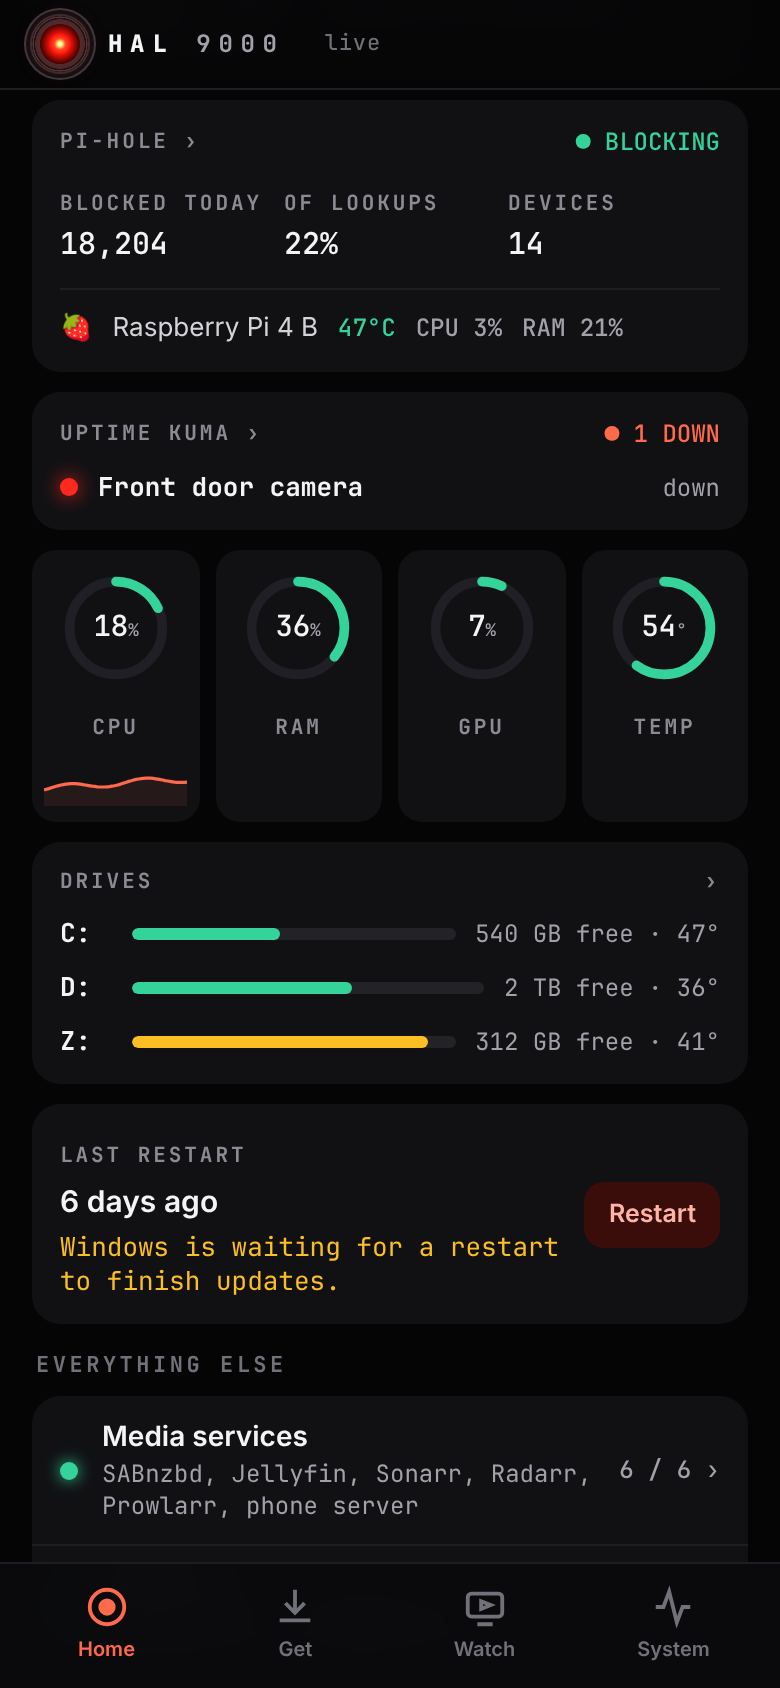 HAL 9000 live
PI-HOLE › BLOCKING
BLOCKED TODAY OF LOOKUPS DEVICES
18,204 22% 14
Raspberry Pi 4 B 47°C CPU 3% RAM 21%
UPTIME KUMA › 1 DOWN
Front door camera down
18% 36% 7% 54°
CPU RAM GPU TEMP
DRIVES ›
C: 540 GB free · 47°
D: 2 TB free · 36°
Z: 312 GB free · 41°
LAST RESTART
6 days ago
Restart
Windows is waiting for a restart
to finish updates.
EVERYTHING ELSE
Media services
SABnzbd, Jellyfin, Sonarr, Radarr, 6 / 6 ›
Prowlarr, phone server
Home Get Watch System